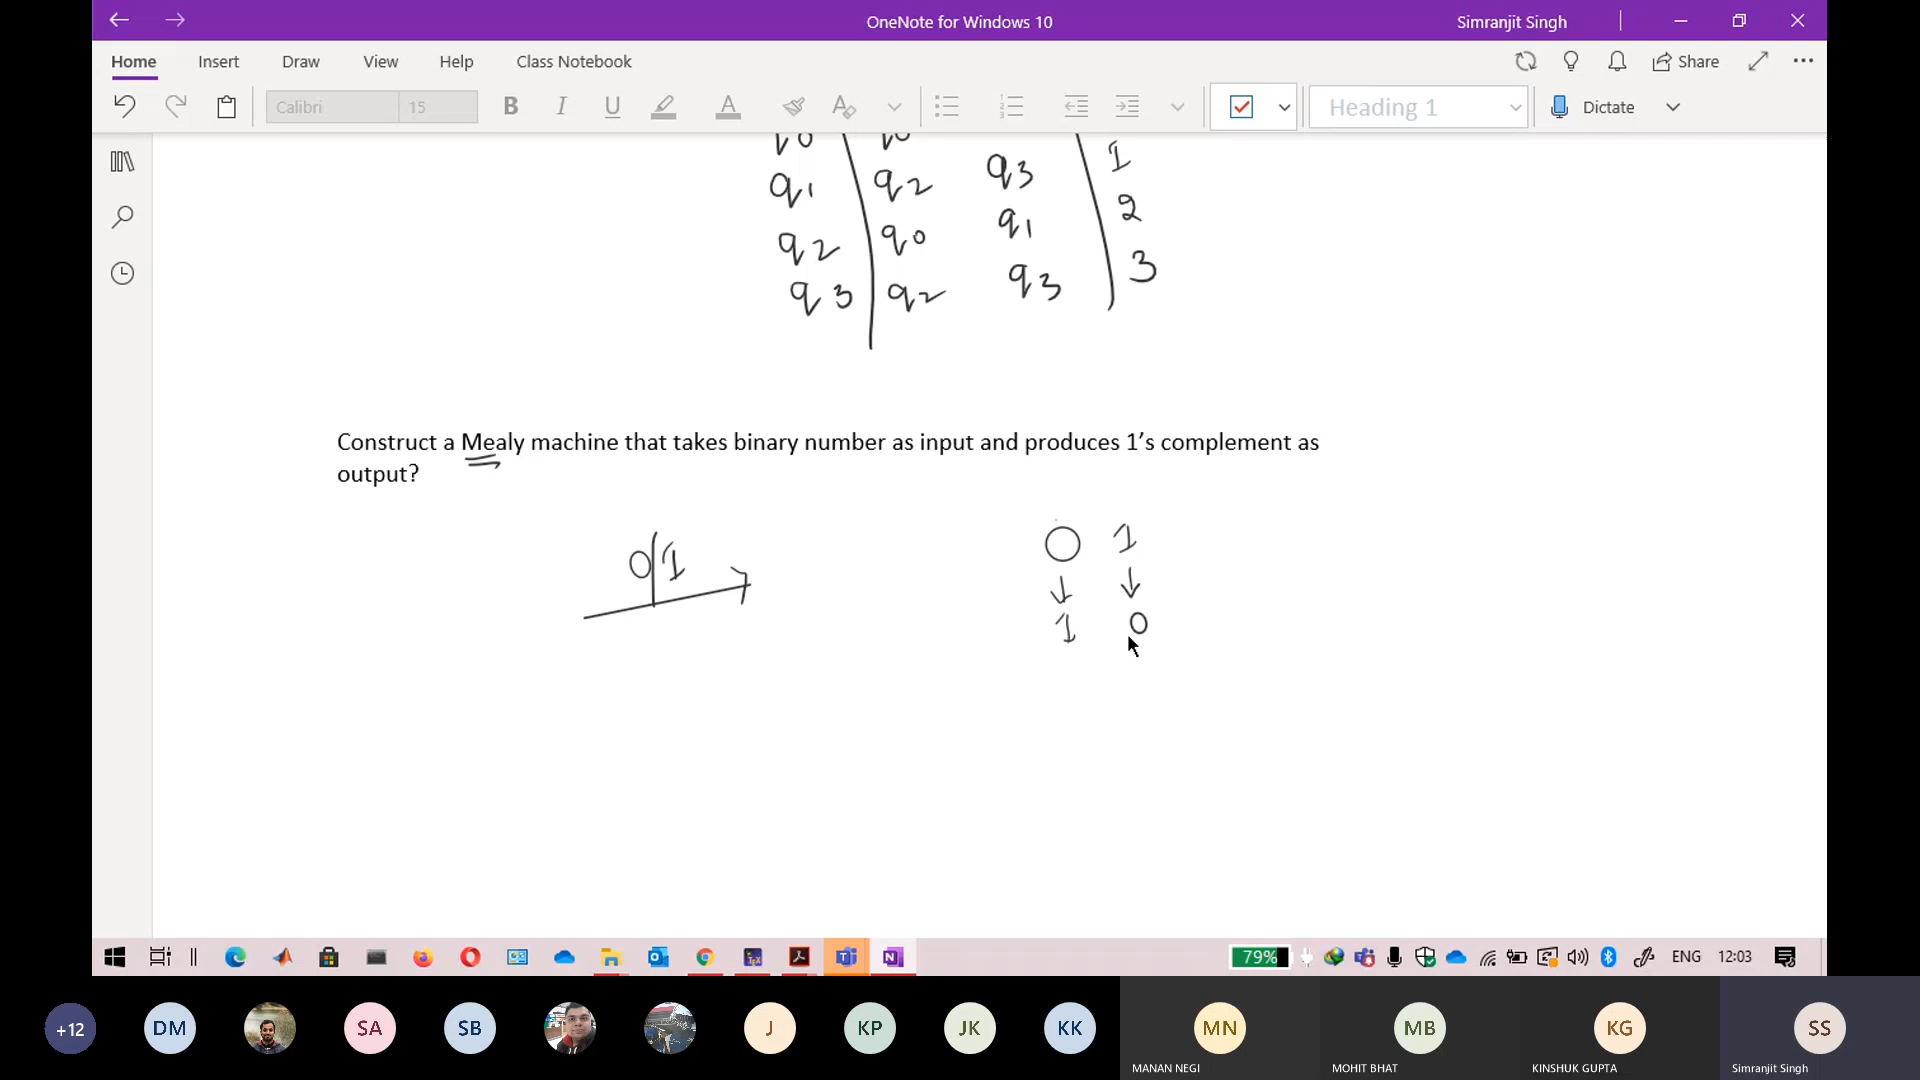 OneNote for Windows 10
Simranjit Singh
Home Insert Draw View Help Class Notebook
Share
Calibri 15 B I U A A Heading 1 Dictate
q0 q0
q1 q2 q3 1
q2 q0 q1 2
q3 q2 q3 3
Construct a Mealy machine that takes binary number as input and produces 1’s complement as
output?
0|1
0 1
↓ ↓
1 0
79% ENG 12:03
+12 DM SA SB J KP JK KK MN MB KG SS
MANAN NEGI MOHIT BHAT KINSHUK GUPTA Simranjit Singh